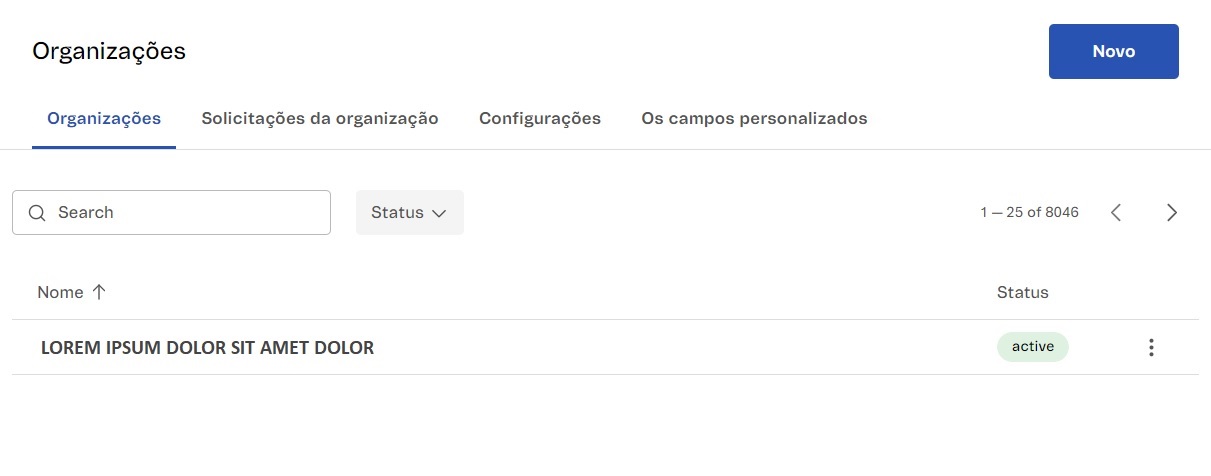 Organizações
Novo
Organizações Solicitações da organização Configurações Os campos personalizados
Search Status 1 — 25 of 8046
Nome Status
LOREM IPSUM DOLOR SIT AMET DOLOR active